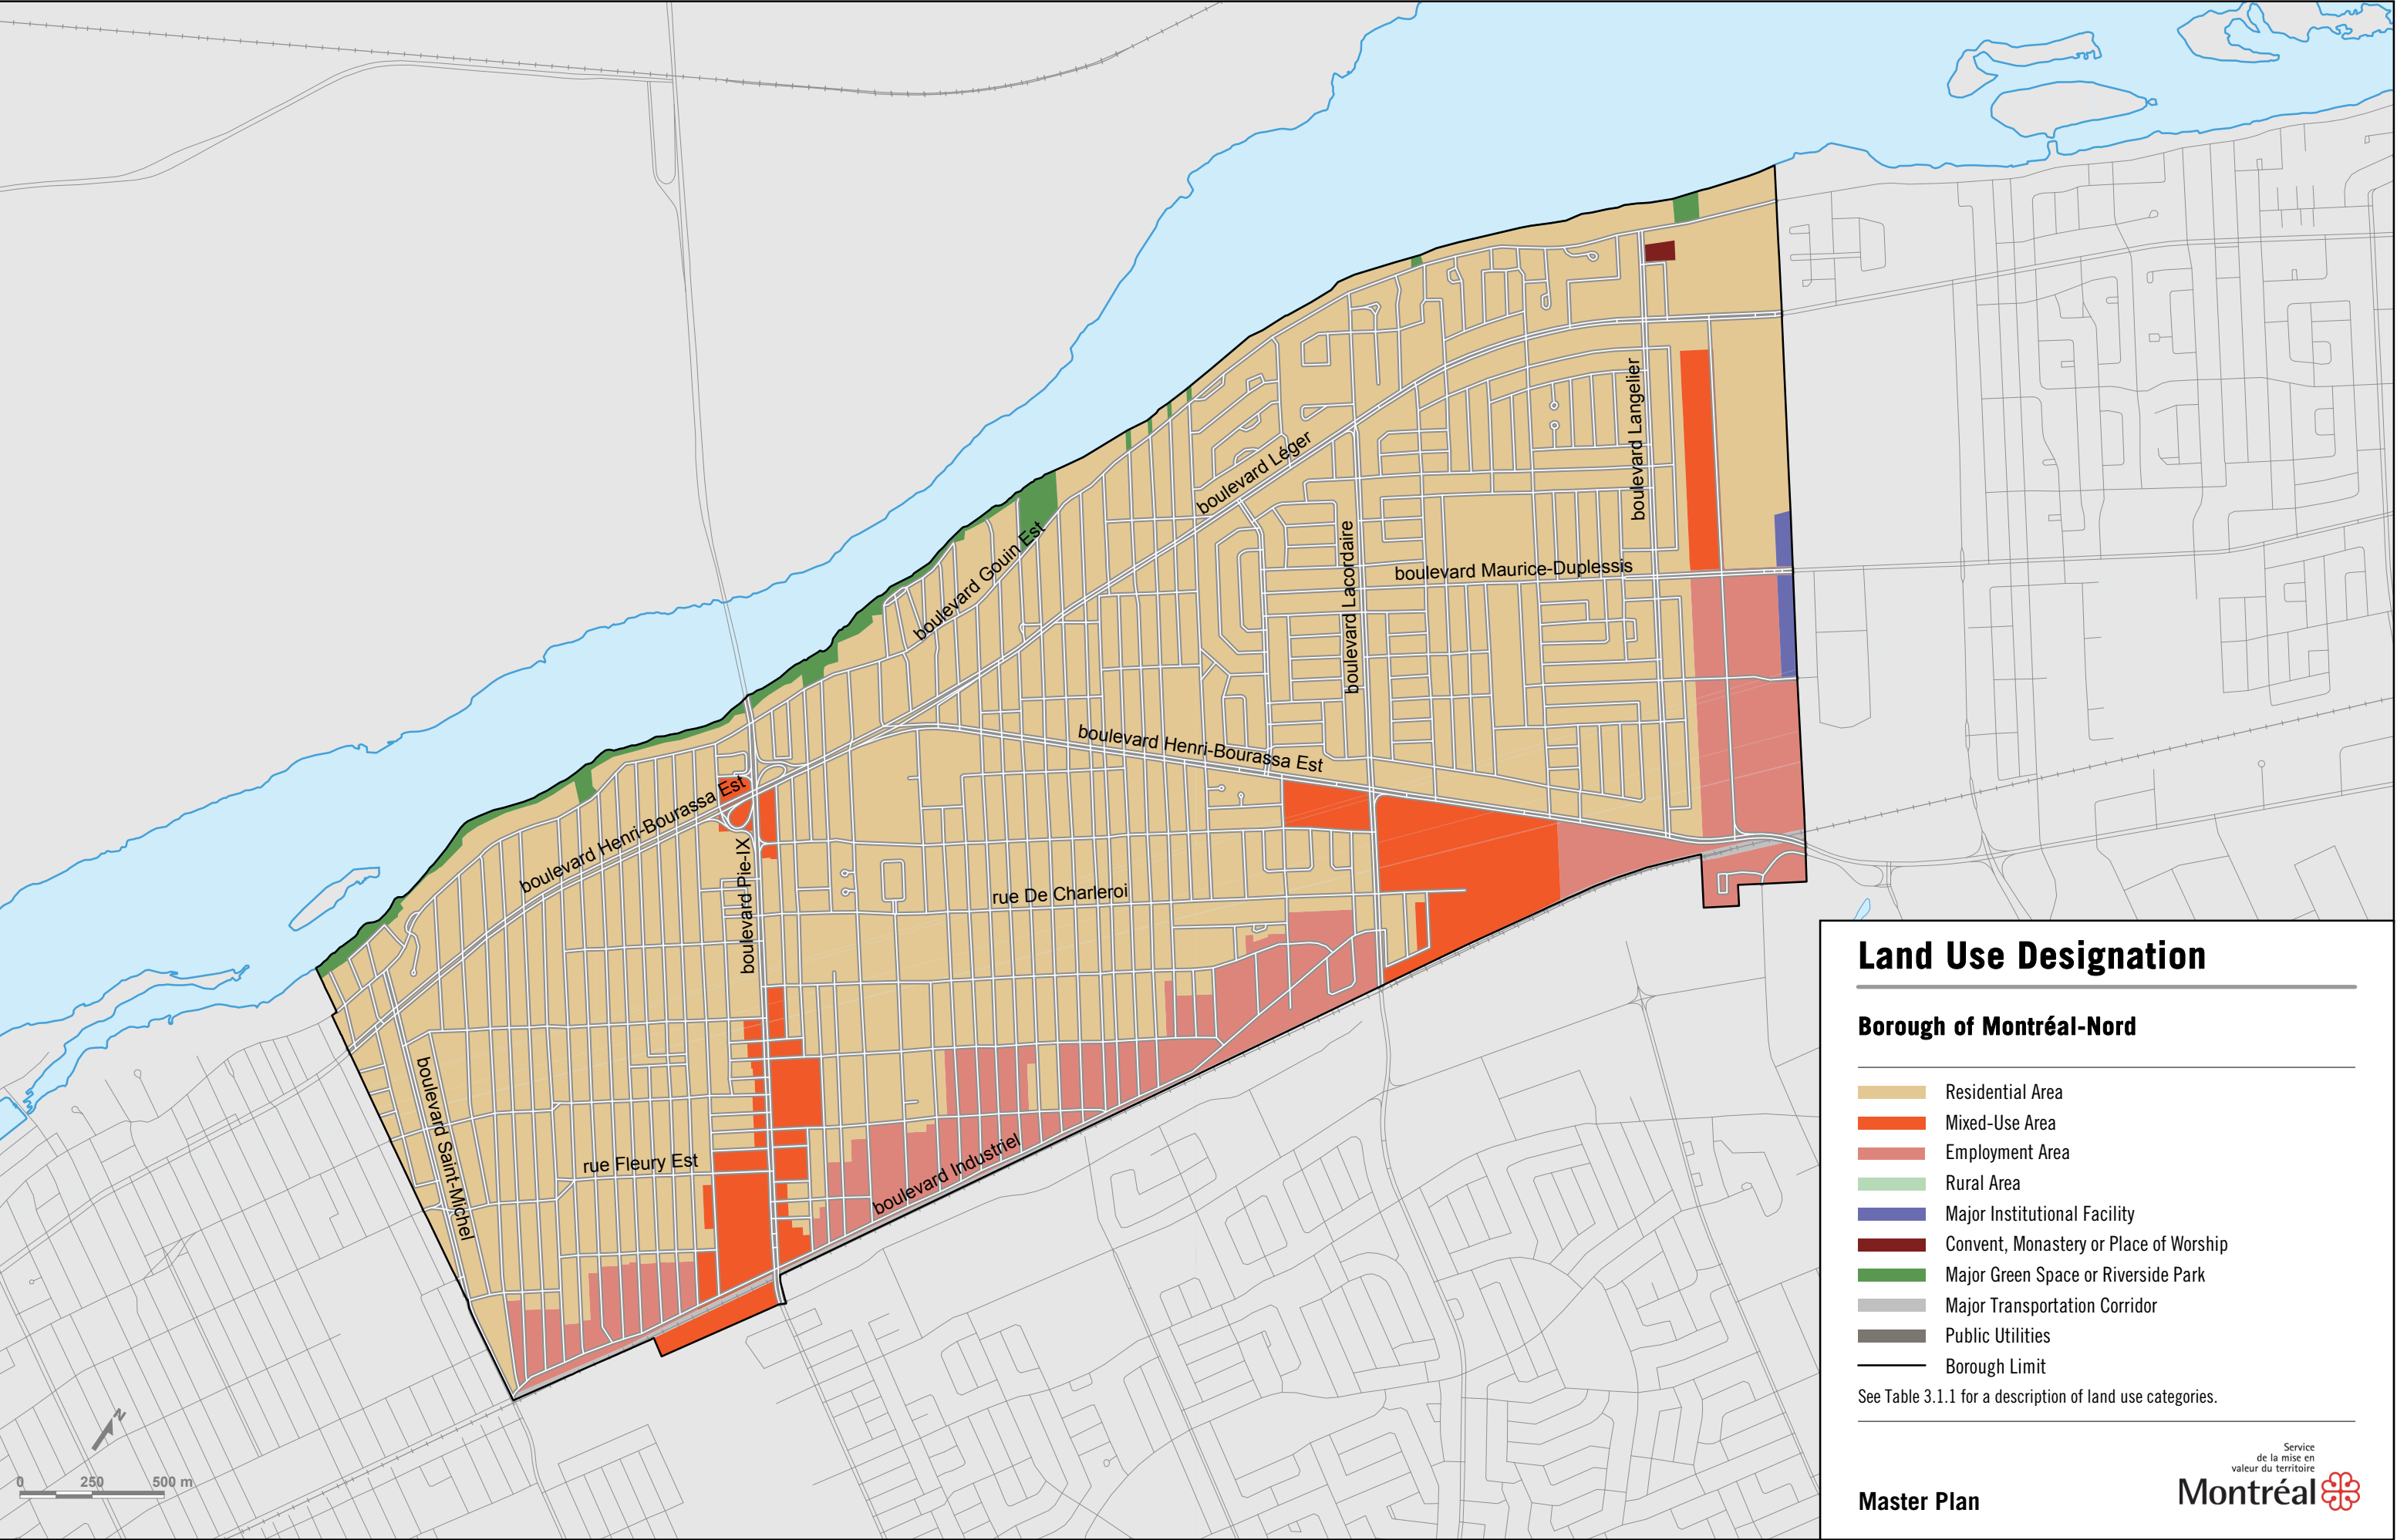 boulevard Langelier
boulevard Léger
boulevard Lacordaire
boulevard Gouin Est
boulevard Maurice-Duplessis
boulevard Henri-Bourassa Est
boulevard Henri-Bourassa Est
boulevard Pie-IX
rue De Charleroi
boulevard Saint-Michel
rue Fleury Est
boulevard Industriel
N
0 250 500 m
Land Use Designation
Borough of Montréal-Nord
Residential Area
Mixed-Use Area
Employment Area
Rural Area
Major Institutional Facility
Convent, Monastery or Place of Worship
Major Green Space or Riverside Park
Major Transportation Corridor
Public Utilities
Borough Limit
See Table 3.1.1 for a description of land use categories.
Service
de la mise en
valeur du territoire
Montréal
Master Plan